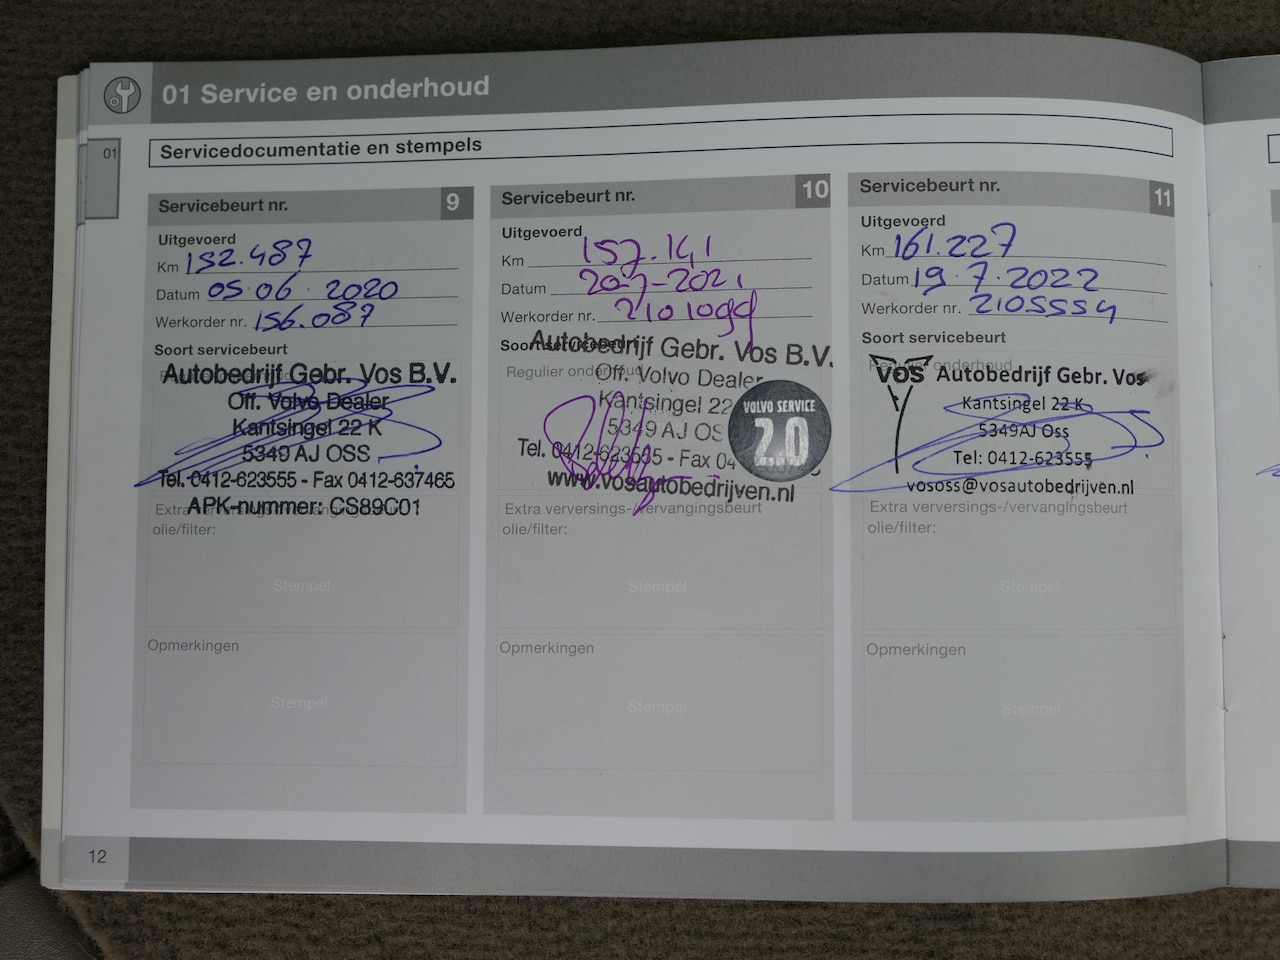 01 Service en onderhoud
01
Servicedocumentatie en stempels
Servicebeurt nr. 9
Uitgevoerd
Km 152.487
Datum 05.06.2020
Werkorder nr. 156.087
Soort servicebeurt
Autobedrijf Gebr. Vos B.V.
Off. Volvo Dealer
Kantsingel 22 K
5349 AJ OSS
Tel. 0412-623555 - Fax 0412-637465
APK-nummer: CS89C01
Extra verversings-/vervangingsbeurt
olie/filter:
Stempel
Opmerkingen
Stempel
Servicebeurt nr. 10
Uitgevoerd
Km 157.141
Datum 20-7-2021
Werkorder nr.
Soort servicebeurt
Autobedrijf Gebr. Vos B.V.
Regulier onderhoud
Off. Volvo Dealer
Kantsingel 22
5349 AJ OS
VOLVO SERVICE
2.0
Tel. 0412-623555 - Fax 04
www.vosautobedrijven.nl
Extra verversings-/vervangingsbeurt
olie/filter:
Stempel
Opmerkingen
Stempel
Servicebeurt nr. 11
Uitgevoerd
Km 161.227
Datum 19.7.2022
Werkorder nr. 2105554
Soort servicebeurt
Regulier onderhoud
VOS Autobedrijf Gebr. Vos
Kantsingel 22 K
5349AJ Oss
Tel: 0412-623555
vososs@vosautobedrijven.nl
Extra verversings-/vervangingsbeurt
olie/filter:
Stempel
Opmerkingen
Stempel
12